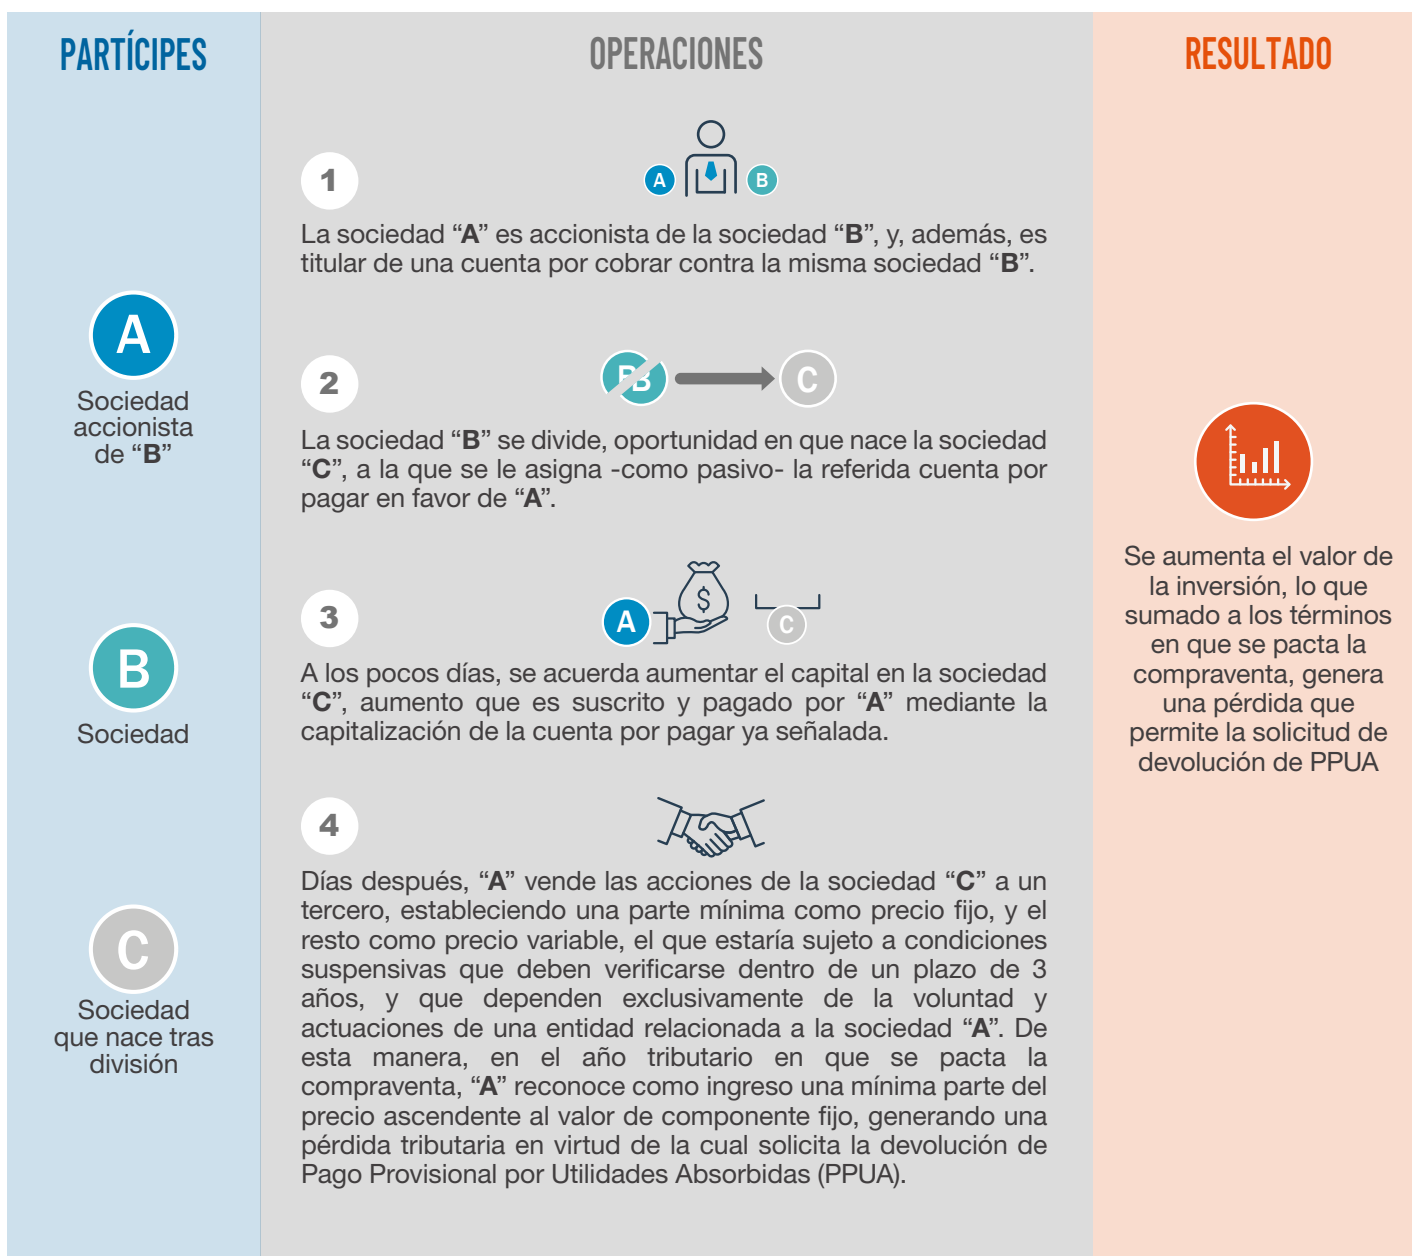 PARTÍCIPES
A
Sociedad
accionista
de “B”
B
Sociedad
C
Sociedad
que nace tras
división
OPERACIONES
1
A B
La sociedad “A” es accionista de la sociedad “B”, y, además, es
titular de una cuenta por cobrar contra la misma sociedad “B”.
2
BB C
La sociedad “B” se divide, oportunidad en que nace la sociedad
“C”, a la que se le asigna -como pasivo- la referida cuenta por
pagar en favor de “A”.
3
A $ C
A los pocos días, se acuerda aumentar el capital en la sociedad
“C”, aumento que es suscrito y pagado por “A” mediante la
capitalización de la cuenta por pagar ya señalada.
4
Días después, “A” vende las acciones de la sociedad “C” a un
tercero, estableciendo una parte mínima como precio fijo, y el
resto como precio variable, el que estaría sujeto a condiciones
suspensivas que deben verificarse dentro de un plazo de 3
años, y que dependen exclusivamente de la voluntad y
actuaciones de una entidad relacionada a la sociedad “A”. De
esta manera, en el año tributario en que se pacta la
compraventa, “A” reconoce como ingreso una mínima parte del
precio ascendente al valor de componente fijo, generando una
pérdida tributaria en virtud de la cual solicita la devolución de
Pago Provisional por Utilidades Absorbidas (PPUA).
RESULTADO
Se aumenta el valor de
la inversión, lo que
sumado a los términos
en que se pacta la
compraventa, genera
una pérdida que
permite la solicitud de
devolución de PPUA